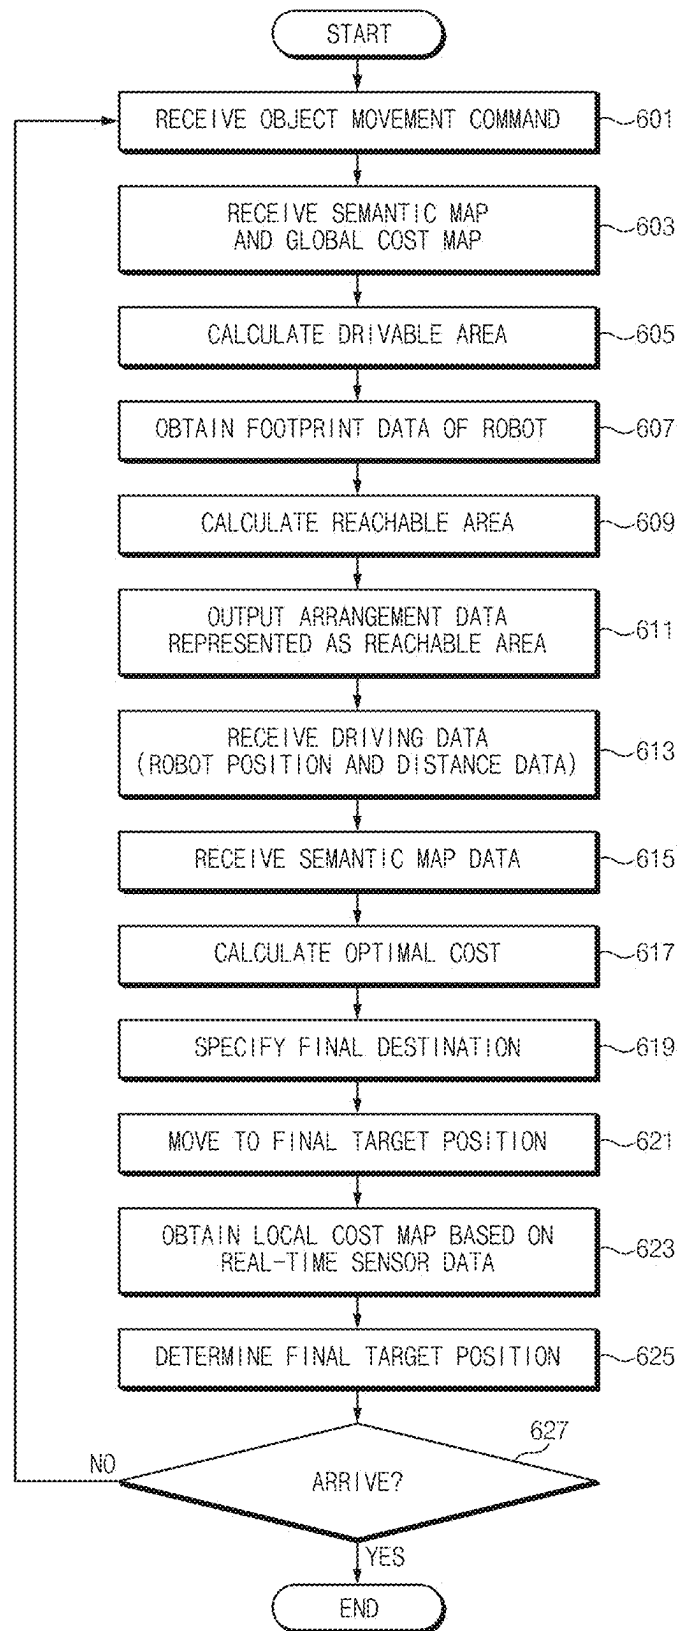 START
RECEIVE OBJECT MOVEMENT COMMAND
601
RECEIVE SEMANTIC MAP
AND GLOBAL COST MAP
603
CALCULATE DRIVABLE AREA
605
OBTAIN FOOTPRINT DATA OF ROBOT
607
CALCULATE REACHABLE AREA
609
OUTPUT ARRANGEMENT DATA
REPRESENTED AS REACHABLE AREA
611
RECEIVE DRIVING DATA
(ROBOT POSITION AND DISTANCE DATA)
613
RECEIVE SEMANTIC MAP DATA
615
CALCULATE OPTIMAL COST
617
SPECIFY FINAL DESTINATION
619
MOVE TO FINAL TARGET POSITION
621
OBTAIN LOCAL COST MAP BASED ON
REAL-TIME SENSOR DATA
623
DETERMINE FINAL TARGET POSITION
625
627
NO
ARRIVE?
YES
END